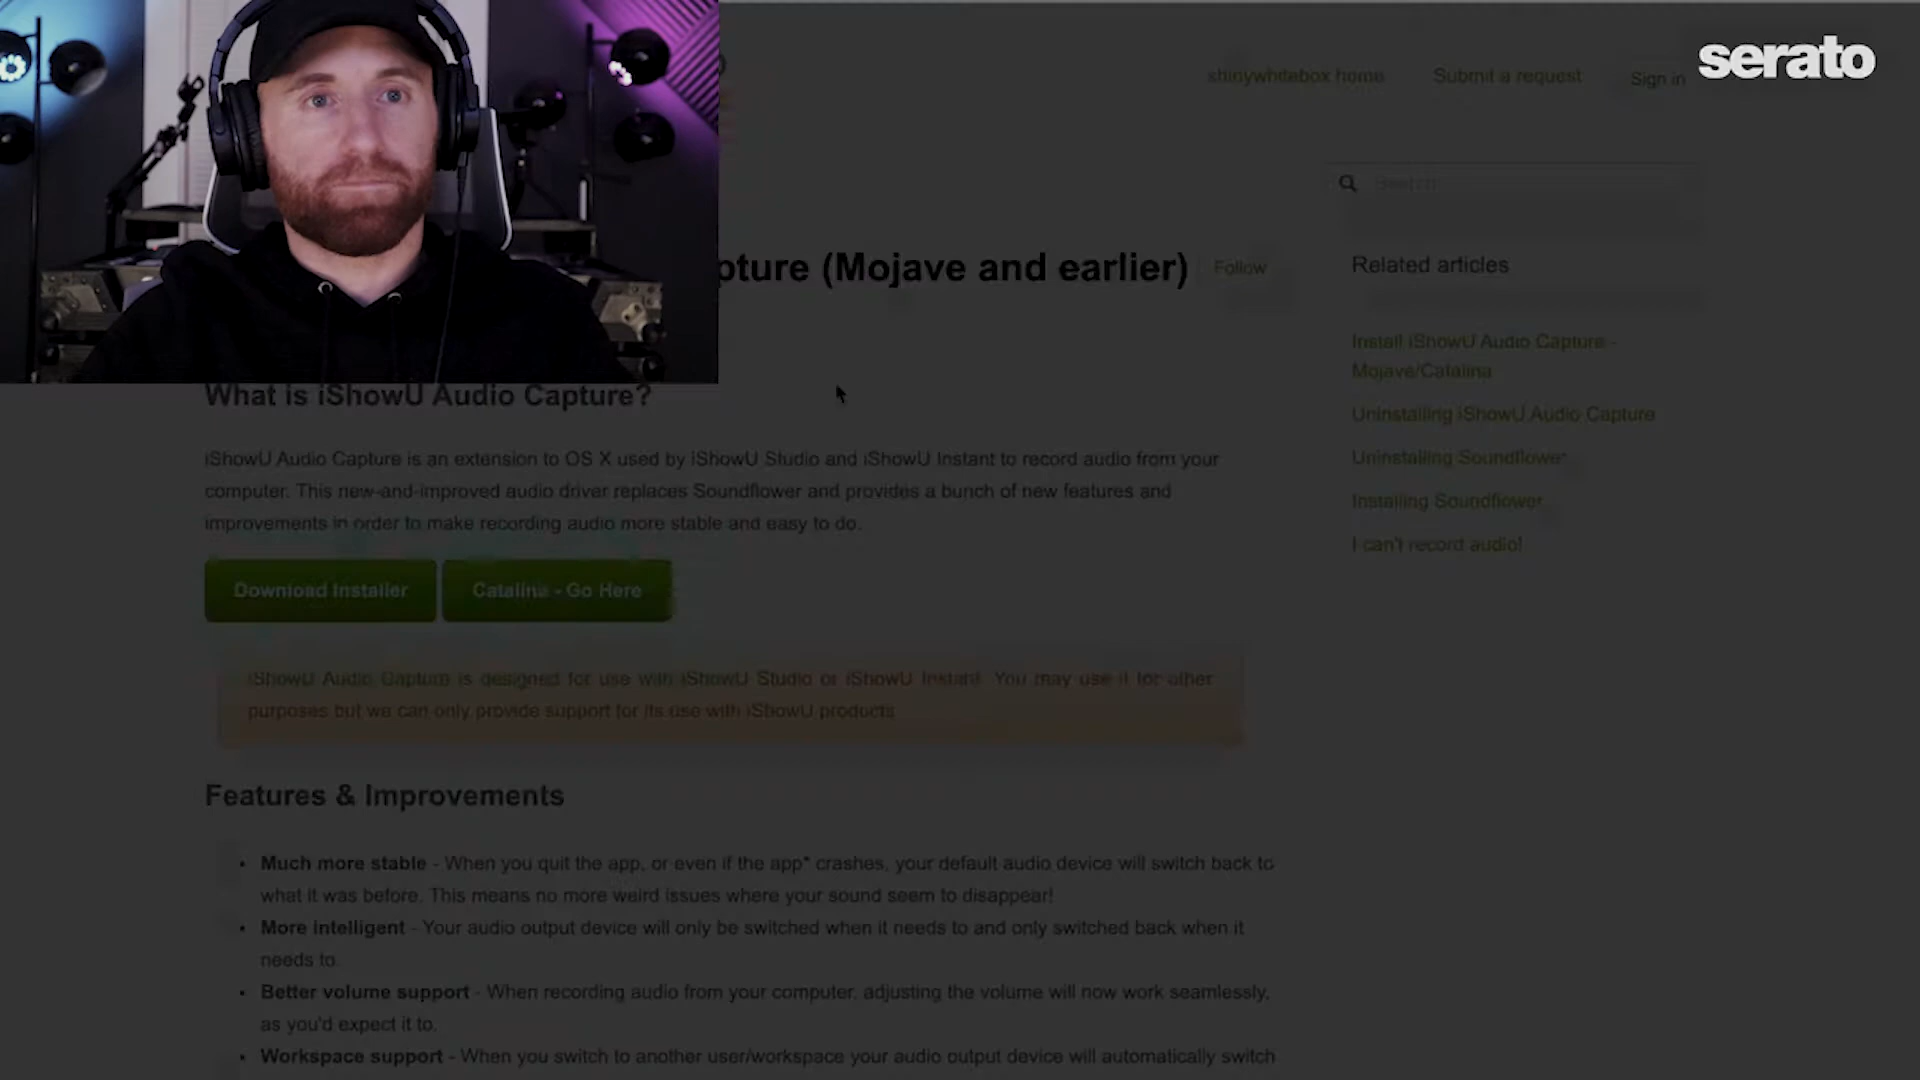 serato
shinywhitebox home
Submit a request
Sign in
Search
pture (Mojave and earlier)
Follow
Related articles
Install iShowU Audio Capture -
Mojave/Catalina
Uninstalling iShowU Audio Capture
Uninstalling Soundflower
Installing Soundflower
I can't record audio!
What is iShowU Audio Capture?
iShowU Audio Capture is an extension to OS X used by iShowU Studio and iShowU Instant to record audio from your
computer. This new-and-improved audio driver replaces Soundflower and provides a bunch of new features and
improvements in order to make recording audio more stable and easy to do.
Download Installer
Catalina - Go Here
iShowU Audio Capture is designed for use with iShowU Studio or iShowU Instant. You may use it for other
purposes but we can only provide support for its use with iShowU products.
Features & Improvements
• Much more stable - When you quit the app, or even if the app* crashes, your default audio device will switch back to
what it was before. This means no more weird issues where your sound seem to disappear!
• More intelligent - Your audio output device will only be switched when it needs to and only switched back when it
needs to.
• Better volume support - When recording audio from your computer, adjusting the volume will now work seamlessly,
as you'd expect it to.
• Workspace support - When you switch to another user/workspace your audio output device will automatically switch